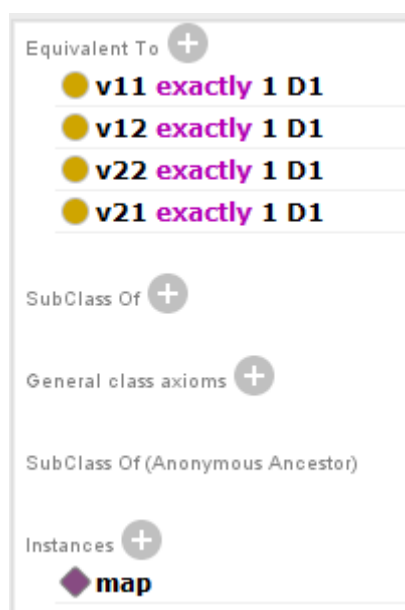 Equivalent To
v11 exactly 1 D1
v12 exactly 1 D1
v22 exactly 1 D1
v21 exactly 1 D1
SubClass Of
General class axioms
SubClass Of (Anonymous Ancestor)
Instances
map